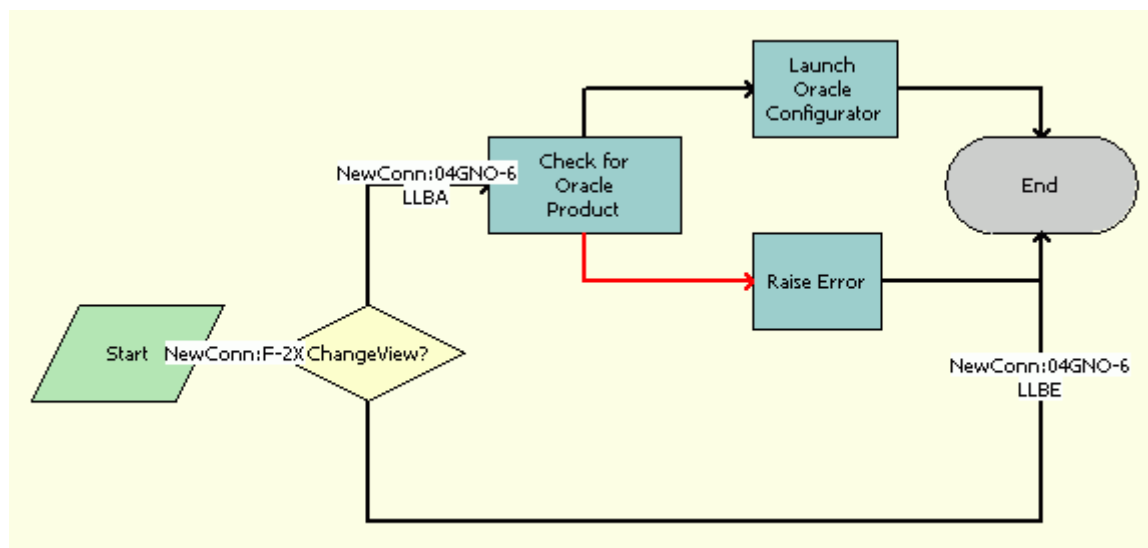 Launch
Oracle
Configurator
NewConn:04GNO-6
LLBA
Check for
Oracle
Product
End
Raise Error
Start
NewConn:F-2X
ChangeView?
NewConn:04GNO-6
LLBE